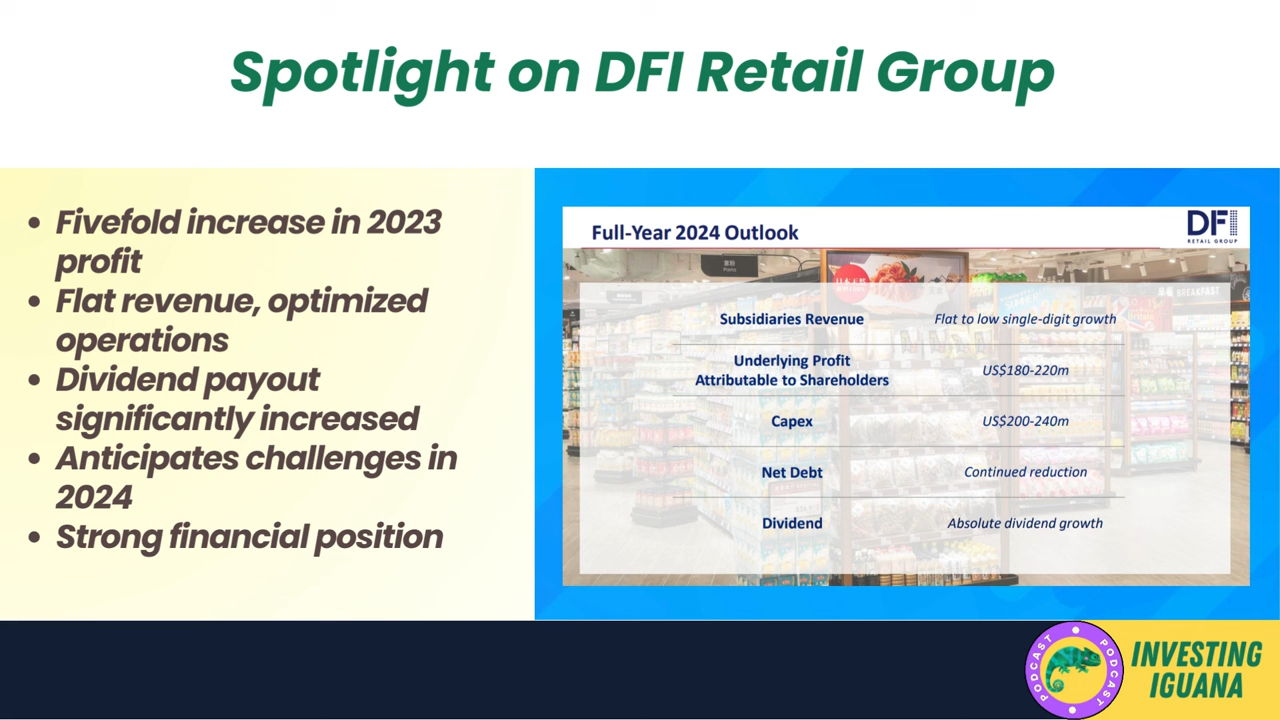 Spotlight on DFI Retail Group
• Fivefold increase in 2023
profit
• Flat revenue, optimized
operations
• Dividend payout
significantly increased
• Anticipates challenges in
2024
• Strong financial position
Full-Year 2024 Outlook
DFI
RETAIL GROUP
BREAKFAST
Subsidiaries Revenue Flat to low single-digit growth
Underlying Profit
Attributable to Shareholders US$180-220m
Capex US$200-240m
Net Debt Continued reduction
Dividend Absolute dividend growth
PODCAST PODCAST
INVESTING
IGUANA